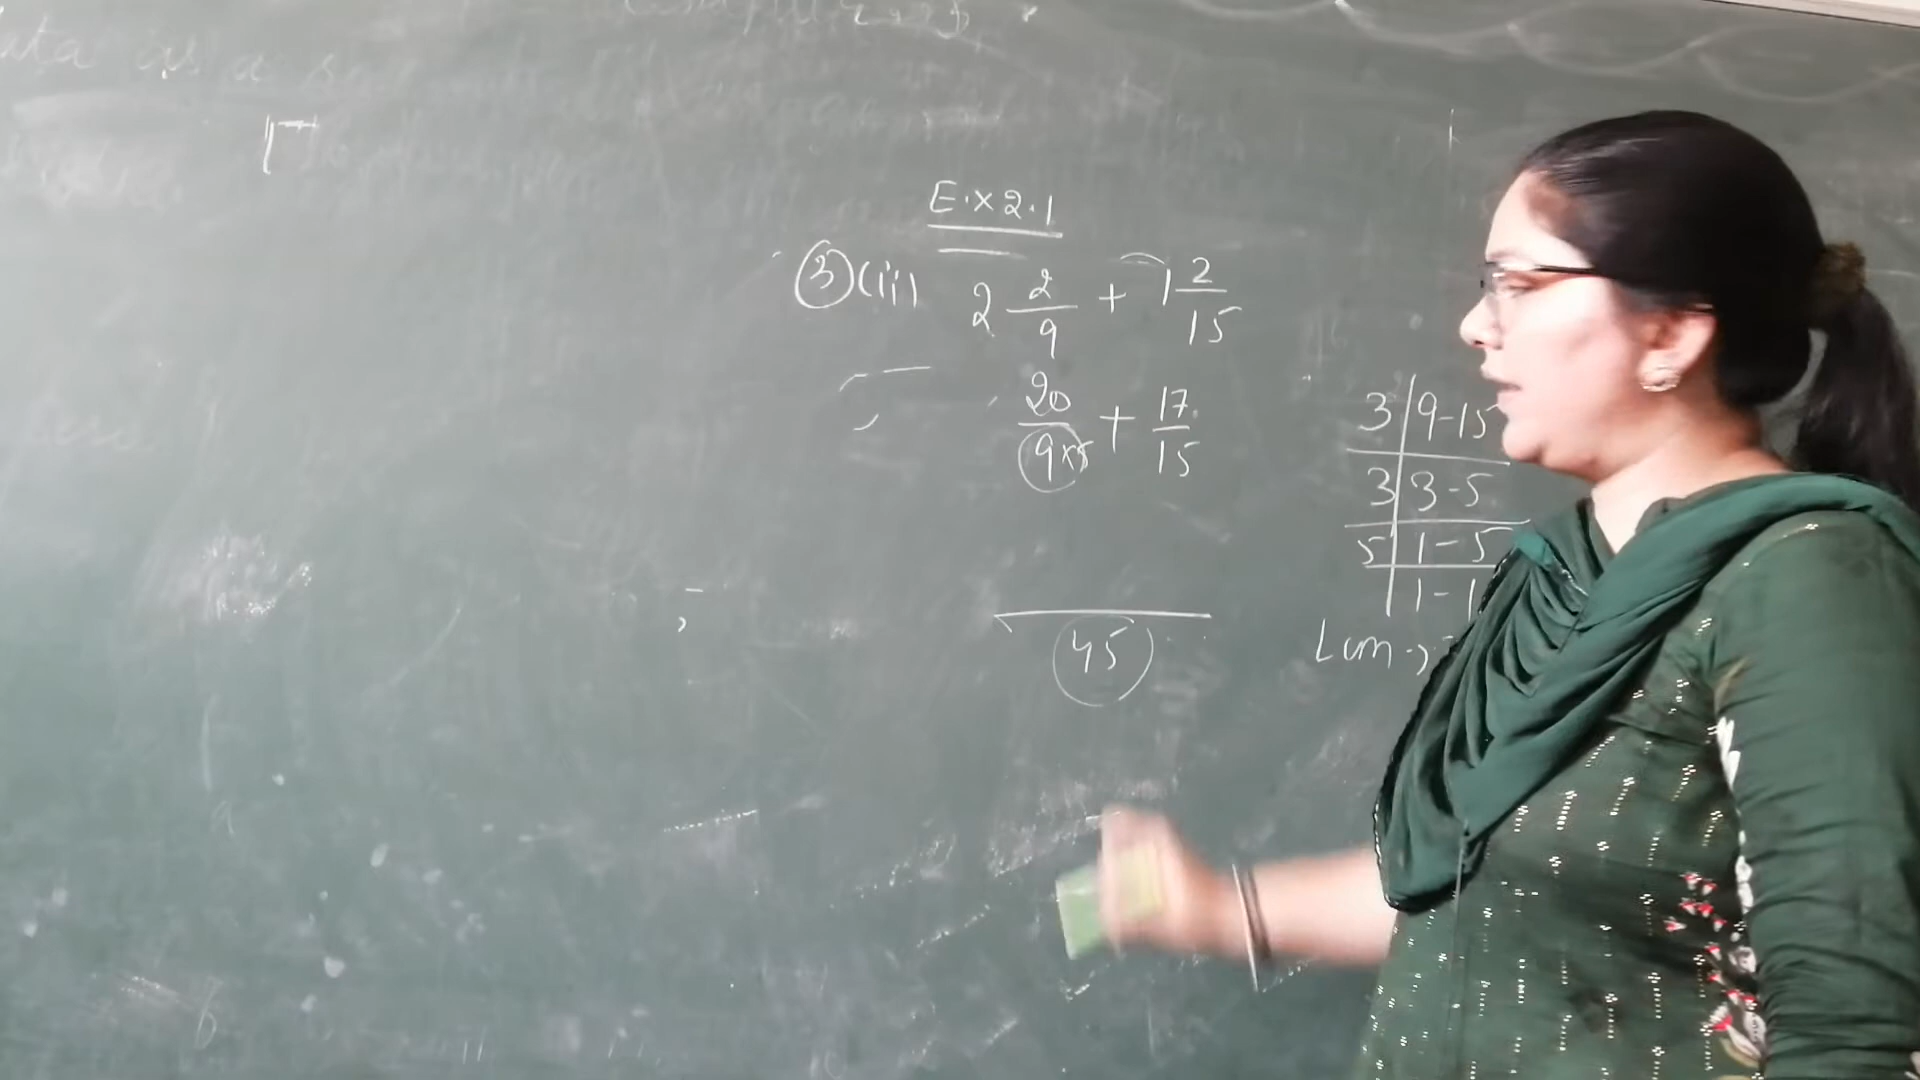 E.x 2.1
3 (ii) 2 2/9 + 1 2/15
20/9×5 + 17/15
45
3 | 9-15
3 | 3-5
5 | 1-5
1-1
Lcm